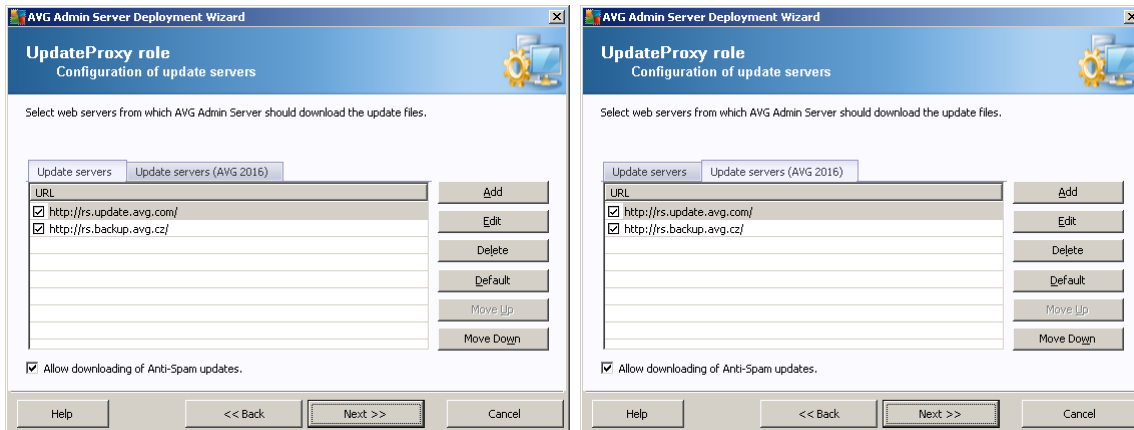 AVG Admin Server Deployment Wizard
UpdateProxy role
Configuration of update servers
Select web servers from which AVG Admin Server should download the update files.
Update servers
Update servers (AVG 2016)
URL
http://rs.update.avg.com/
http://rs.backup.avg.cz/
Add
Edit
Delete
Default
Move Up
Move Down
Allow downloading of Anti-Spam updates.
Help
<< Back
Next >>
Cancel
AVG Admin Server Deployment Wizard
UpdateProxy role
Configuration of update servers
Select web servers from which AVG Admin Server should download the update files.
Update servers
Update servers (AVG 2016)
URL
http://rs.update.avg.com/
http://rs.backup.avg.cz/
Add
Edit
Delete
Default
Move Up
Move Down
Allow downloading of Anti-Spam updates.
Help
<< Back
Next >>
Cancel